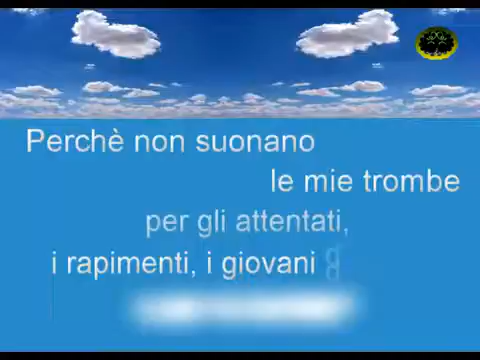 Perchè non suonano
le mie trombe
per gli attentati,
i rapimenti, i giovani